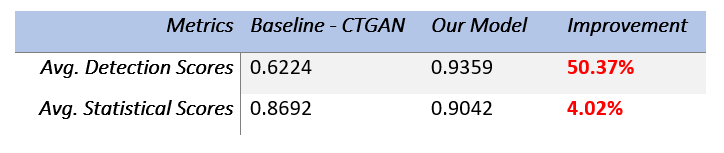 Metrics Baseline - CTGAN Our Model Improvement
Avg. Detection Scores 0.6224 0.9359 50.37%
Avg. Statistical Scores 0.8692 0.9042 4.02%